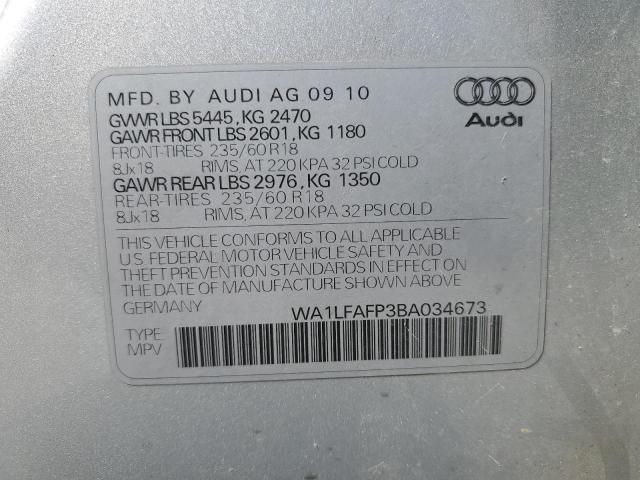 MFD. BY AUDI AG 09 10
GVWR LBS 5445, KG 2470
GAWR FRONT LBS 2601, KG 1180
FRONT-TIRES 235/60 R18
8Jx18 RIMS, AT 220 KPA 32 PSI COLD
GAWR REAR LBS 2976, KG 1350
REAR-TIRES 235/60 R18
8Jx18 RIMS, AT 220 KPA 32 PSI COLD
Audi
THIS VEHICLE CONFORMS TO ALL APPLICABLE
U.S. FEDERAL MOTOR VEHICLE SAFETY AND
THEFT PREVENTION STANDARDS IN EFFECT ON
THE DATE OF MANUFACTURE SHOWN ABOVE
GERMANY WA1LFAFP3BA034673
TYPE:
MPV